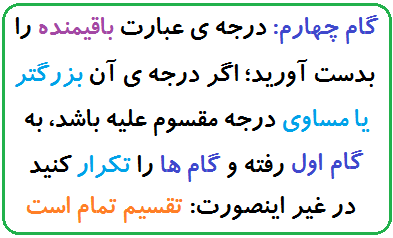 گام چهارم: درجه ی عبارت باقیمنده را
بدست آورید؛ اگر درجه ی آن بزرگتر
یا مساوی درجه مقسوم علیه باشد، به
گام اول رفته و گام ها را تکرار کنید
در غیر اینصورت: تقسیم تمام است